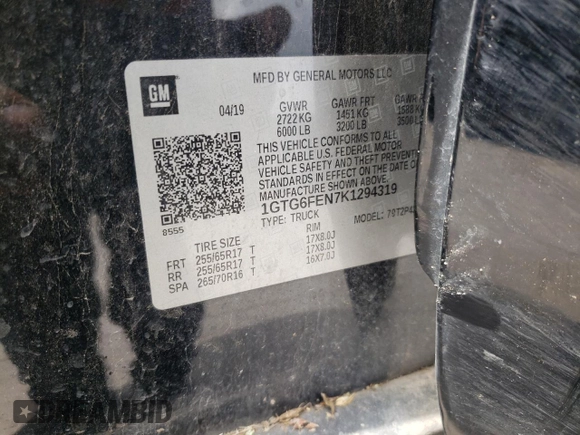 GM
MFD BY GENERAL MOTORS LLC
04/19 GVWR GAWR FRT GAWR
2722 KG 1451 KG
6000 LB 3200 LB
THIS VEHICLE CONFORMS TO ALL
APPLICABLE U.S. FEDERAL MOTOR
VEHICLE SAFETY AND THEFT PREVENTION
STANDARDS IN EFFECT ON THE DATE OF
MANUFACTURE SHOWN ABOVE.
1GTG6FEN7K1294319
8555
TYPE: TRUCK MODEL:
TIRE SIZE RIM
FRT 255/65R17 T 17X8.0J
RR 255/65R17 T 17X8.0J
SPA 265/70R16 T 16X7.0J
DREAMBID